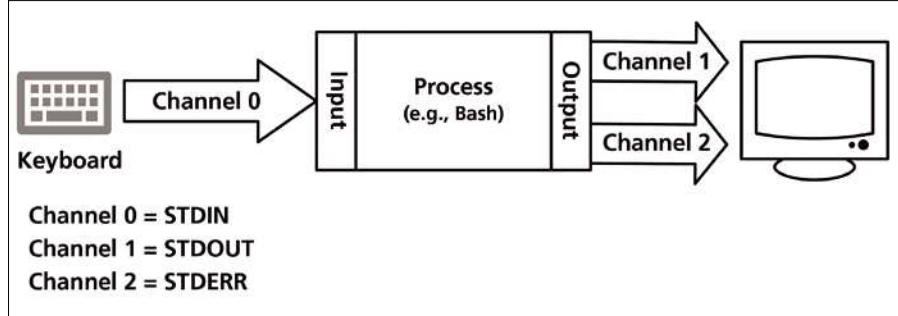 Keyboard
Channel 0
Input
Process
(e.g., Bash)
Output
Channel 1
Channel 2
Channel 0 = STDIN
Channel 1 = STDOUT
Channel 2 = STDERR